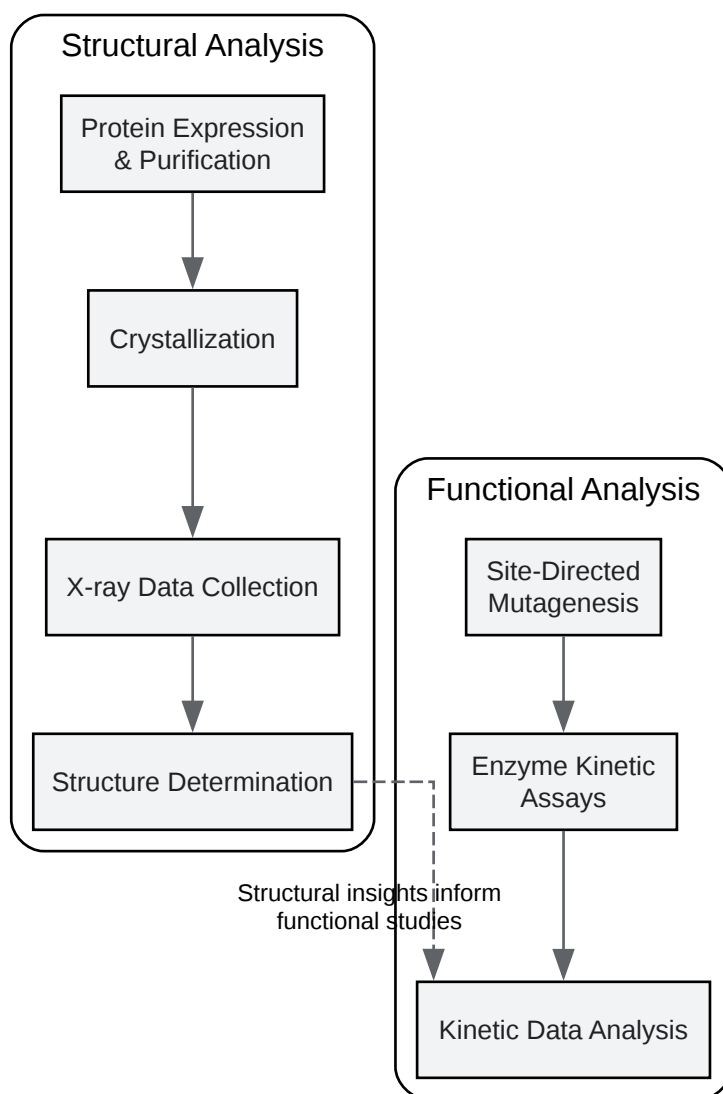 Structural Analysis
Protein Expression
& Purification
Crystallization
X-ray Data Collection
Structure Determination
Functional Analysis
Site-Directed
Mutagenesis
Enzyme Kinetic
Assays
Structural insights inform
functional studies
Kinetic Data Analysis